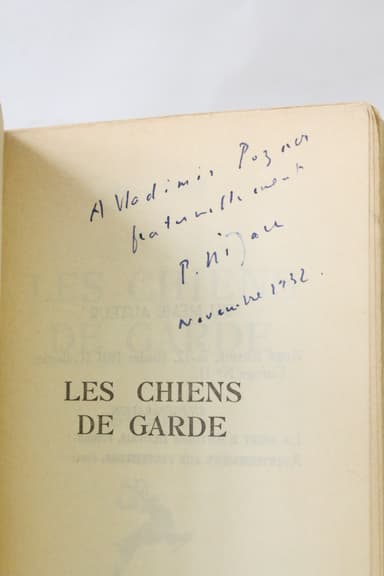 A Vladimir Pozner
fraternellement
P. Nizan
novembre 1932.
LES CHIENS
DE GARDE